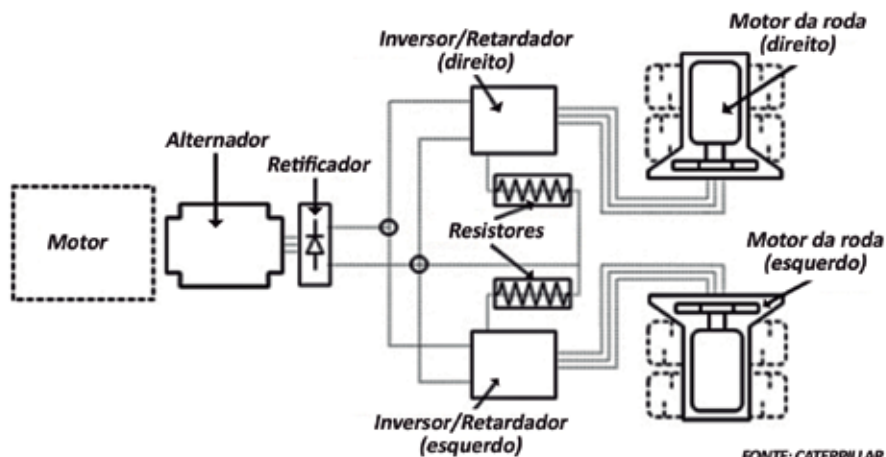 Motor da roda
(direito)
Inversor/Retardador
(direito)
Alternador
Retificador
Motor
Resistores
Motor da roda
(esquerdo)
Inversor/Retardador
(esquerdo)
FONTE: CATERPILLAR